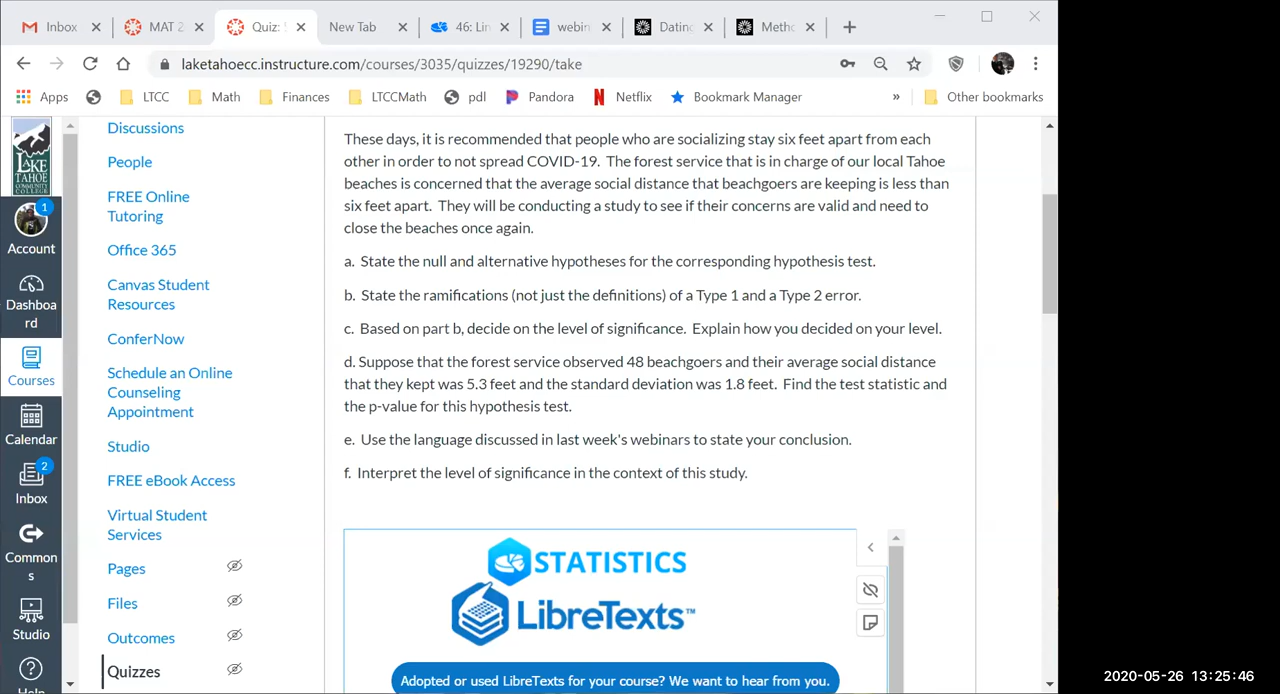 Inbox
MAT 2
Quiz: S
New Tab
46: Lin
webin
Dating
Metho
laketahoecc.instructure.com/courses/3035/quizzes/19290/take
Apps
LTCC
Math
Finances
LTCCMath
pdl
Pandora
Netflix
Bookmark Manager
»
Other bookmarks
LAKE
TAHOE
COMMUNITY
COLLEGE
1
Account
Dashboa
rd
Courses
Calendar
2
Inbox
Common
s
Studio
Help
Discussions
People
FREE Online
Tutoring
Office 365
Canvas Student
Resources
ConferNow
Schedule an Online
Counseling
Appointment
Studio
FREE eBook Access
Virtual Student
Services
Pages
Files
Outcomes
Quizzes
These days, it is recommended that people who are socializing stay six feet apart from each
other in order to not spread COVID-19. The forest service that is in charge of our local Tahoe
beaches is concerned that the average social distance that beachgoers are keeping is less than
six feet apart. They will be conducting a study to see if their concerns are valid and need to
close the beaches once again.
a. State the null and alternative hypotheses for the corresponding hypothesis test.
b. State the ramifications (not just the definitions) of a Type 1 and a Type 2 error.
c. Based on part b, decide on the level of significance. Explain how you decided on your level.
d. Suppose that the forest service observed 48 beachgoers and their average social distance
that they kept was 5.3 feet and the standard deviation was 1.8 feet. Find the test statistic and
the p-value for this hypothesis test.
e. Use the language discussed in last week's webinars to state your conclusion.
f. Interpret the level of significance in the context of this study.
STATISTICS
LibreTexts™
Adopted or used LibreTexts for your course? We want to hear from you.
2020-05-26 13:25:46